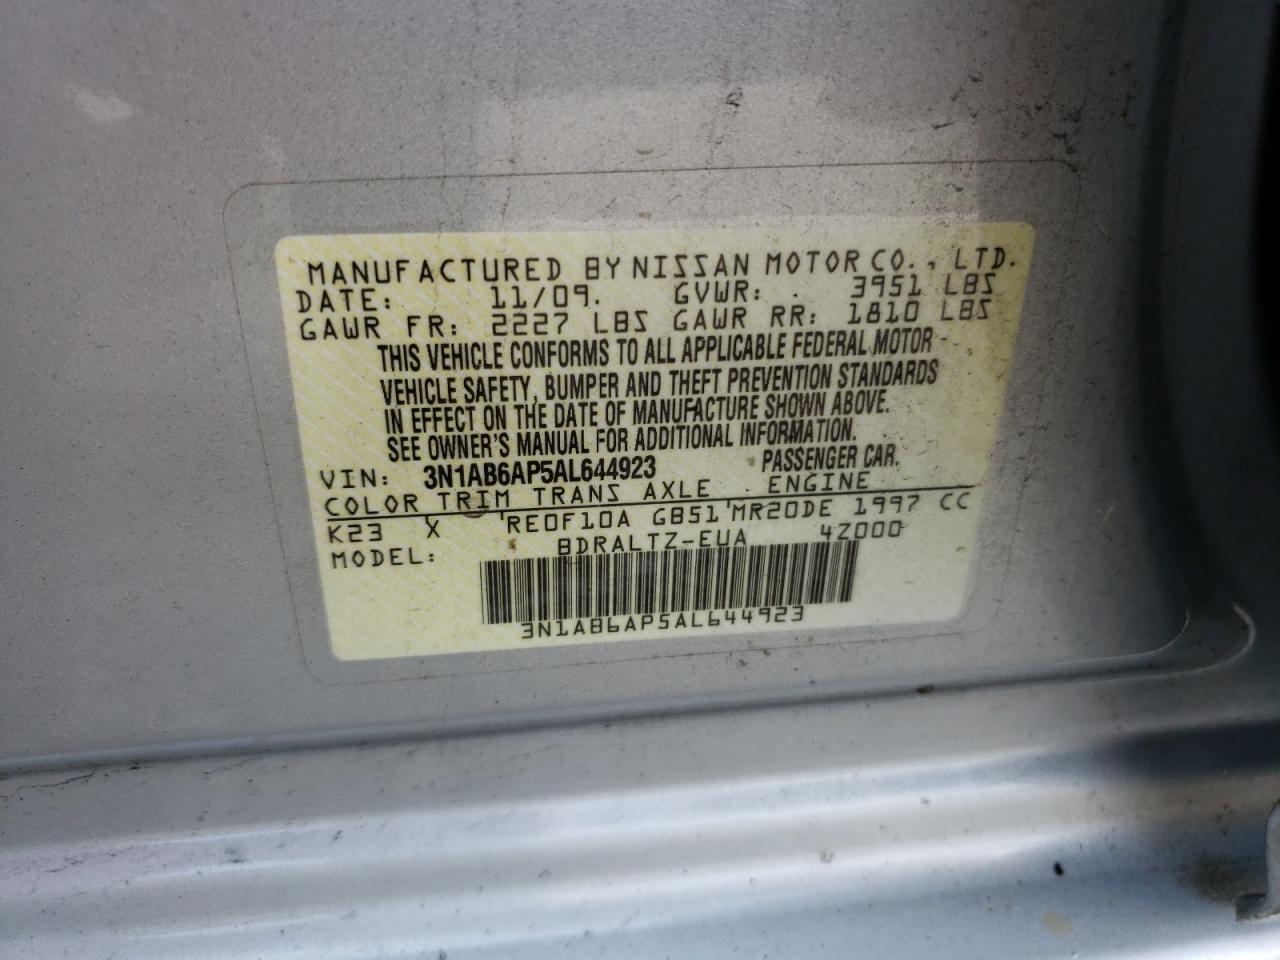 MANUFACTURED BY NISSAN MOTOR CO., LTD.
DATE: 11/09. GVWR: 3951 LBS
GAWR FR: 2227 LBS GAWR RR: 1810 LBS
THIS VEHICLE CONFORMS TO ALL APPLICABLE FEDERAL MOTOR
VEHICLE SAFETY, BUMPER AND THEFT PREVENTION STANDARDS
IN EFFECT ON THE DATE OF MANUFACTURE SHOWN ABOVE.
SEE OWNER'S MANUAL FOR ADDITIONAL INFORMATION.
VIN: 3N1AB6AP5AL644923 PASSENGER CAR.
COLOR TRIM TRANS AXLE ENGINE
K23 X RE0F10A GB51 MR20DE 1997 CC
MODEL: BDRALTZ-EUA 4Z000
3N1AB6AP5AL644923